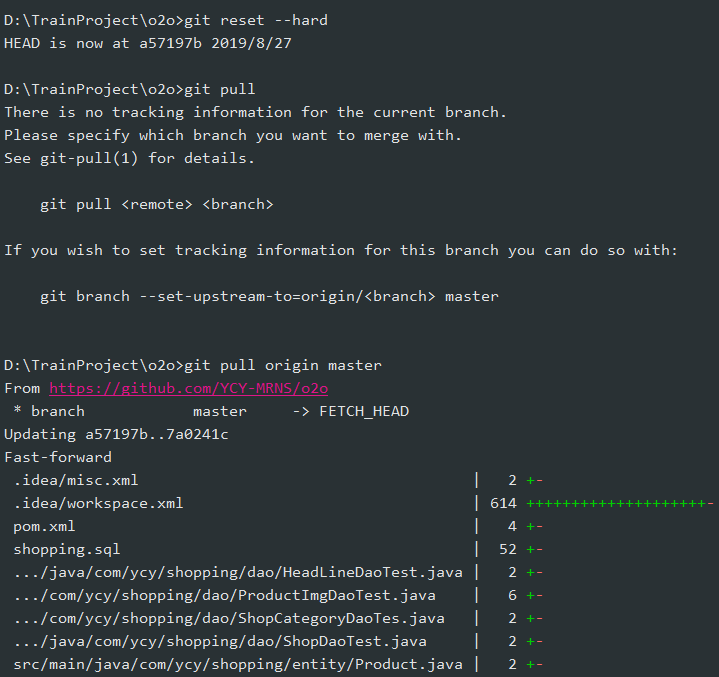 D:\TrainProject\o2o>git reset --hard
HEAD is now at a57197b 2019/8/27
D:\TrainProject\o2o>git pull
There is no tracking information for the current branch.
Please specify which branch you want to merge with.
See git-pull(1) for details.
git pull <remote> <branch>
If you wish to set tracking information for this branch you can do so with:
git branch --set-upstream-to=origin/<branch> master
D:\TrainProject\o2o>git pull origin master
From https://github.com/YCY-MRNS/o2o
* branch master -> FETCH_HEAD
Updating a57197b..7a0241c
Fast-forward
.idea/misc.xml | 2 +-
.idea/workspace.xml | 614 ++++++++++++++++++++-
pom.xml | 4 +-
shopping.sql | 52 +-
.../java/com/ycy/shopping/dao/HeadLineDaoTest.java | 2 +-
.../com/ycy/shopping/dao/ProductImgDaoTest.java | 6 +-
.../com/ycy/shopping/dao/ShopCategoryDaoTes.java | 2 +-
.../java/com/ycy/shopping/dao/ShopDaoTest.java | 2 +-
src/main/java/com/ycy/shopping/entity/Product.java | 2 +-